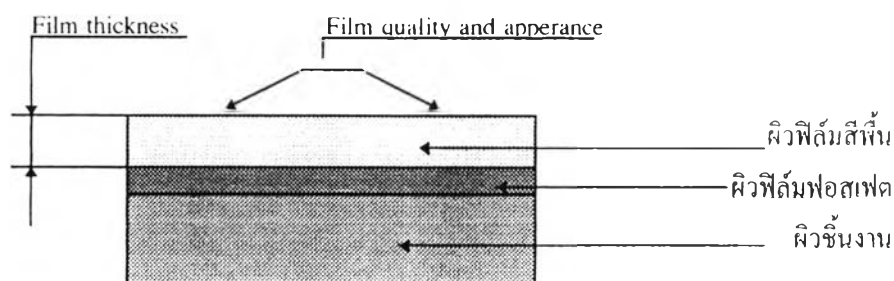 Film thickness
Film quality and apperance
ผิวฟิล์มสีพื้น
ผิวฟิล์มฟอสเฟต
ผิวชิ้นงาน